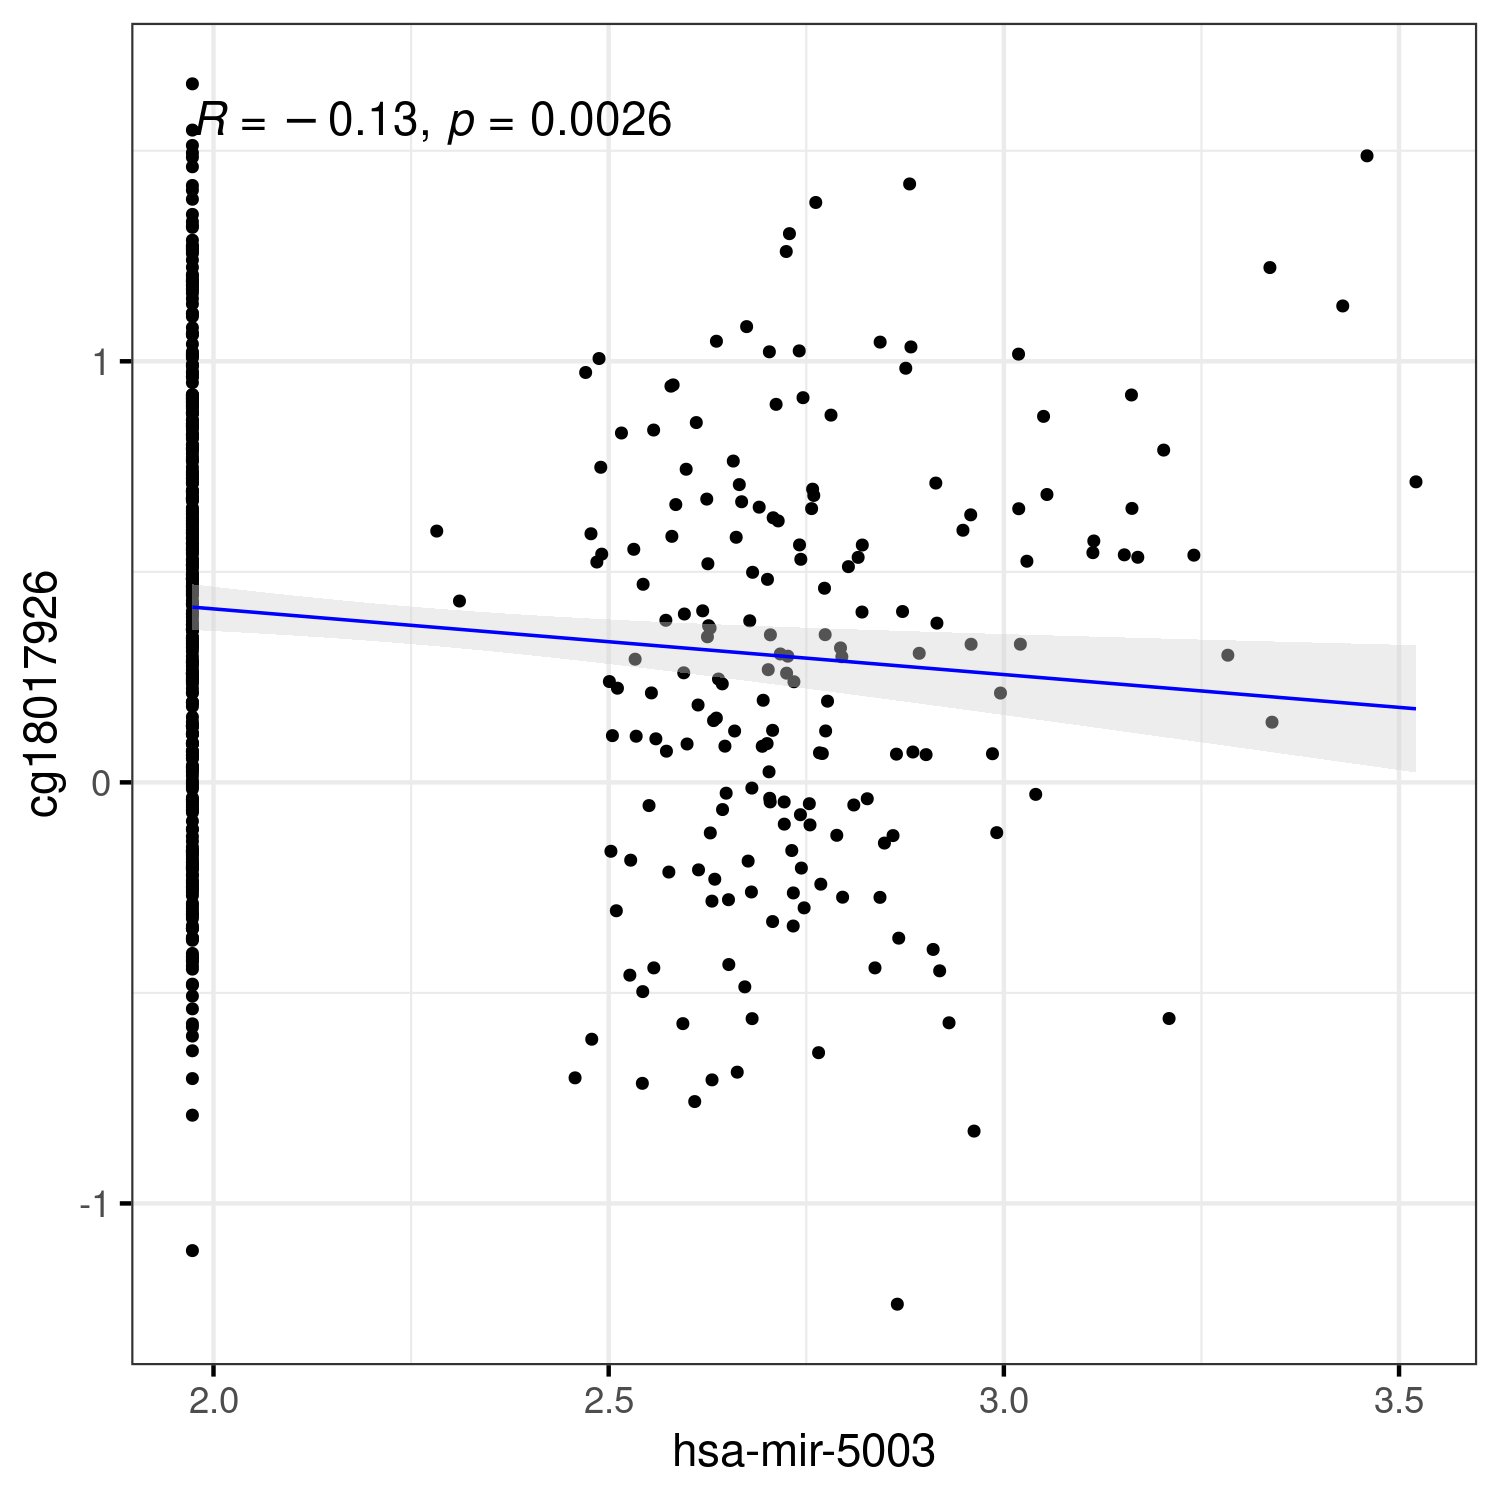 R = − 0.13, p = 0.0026
1
0
-1
cg18017926
2.0 2.5 3.0 3.5
hsa-mir-5003